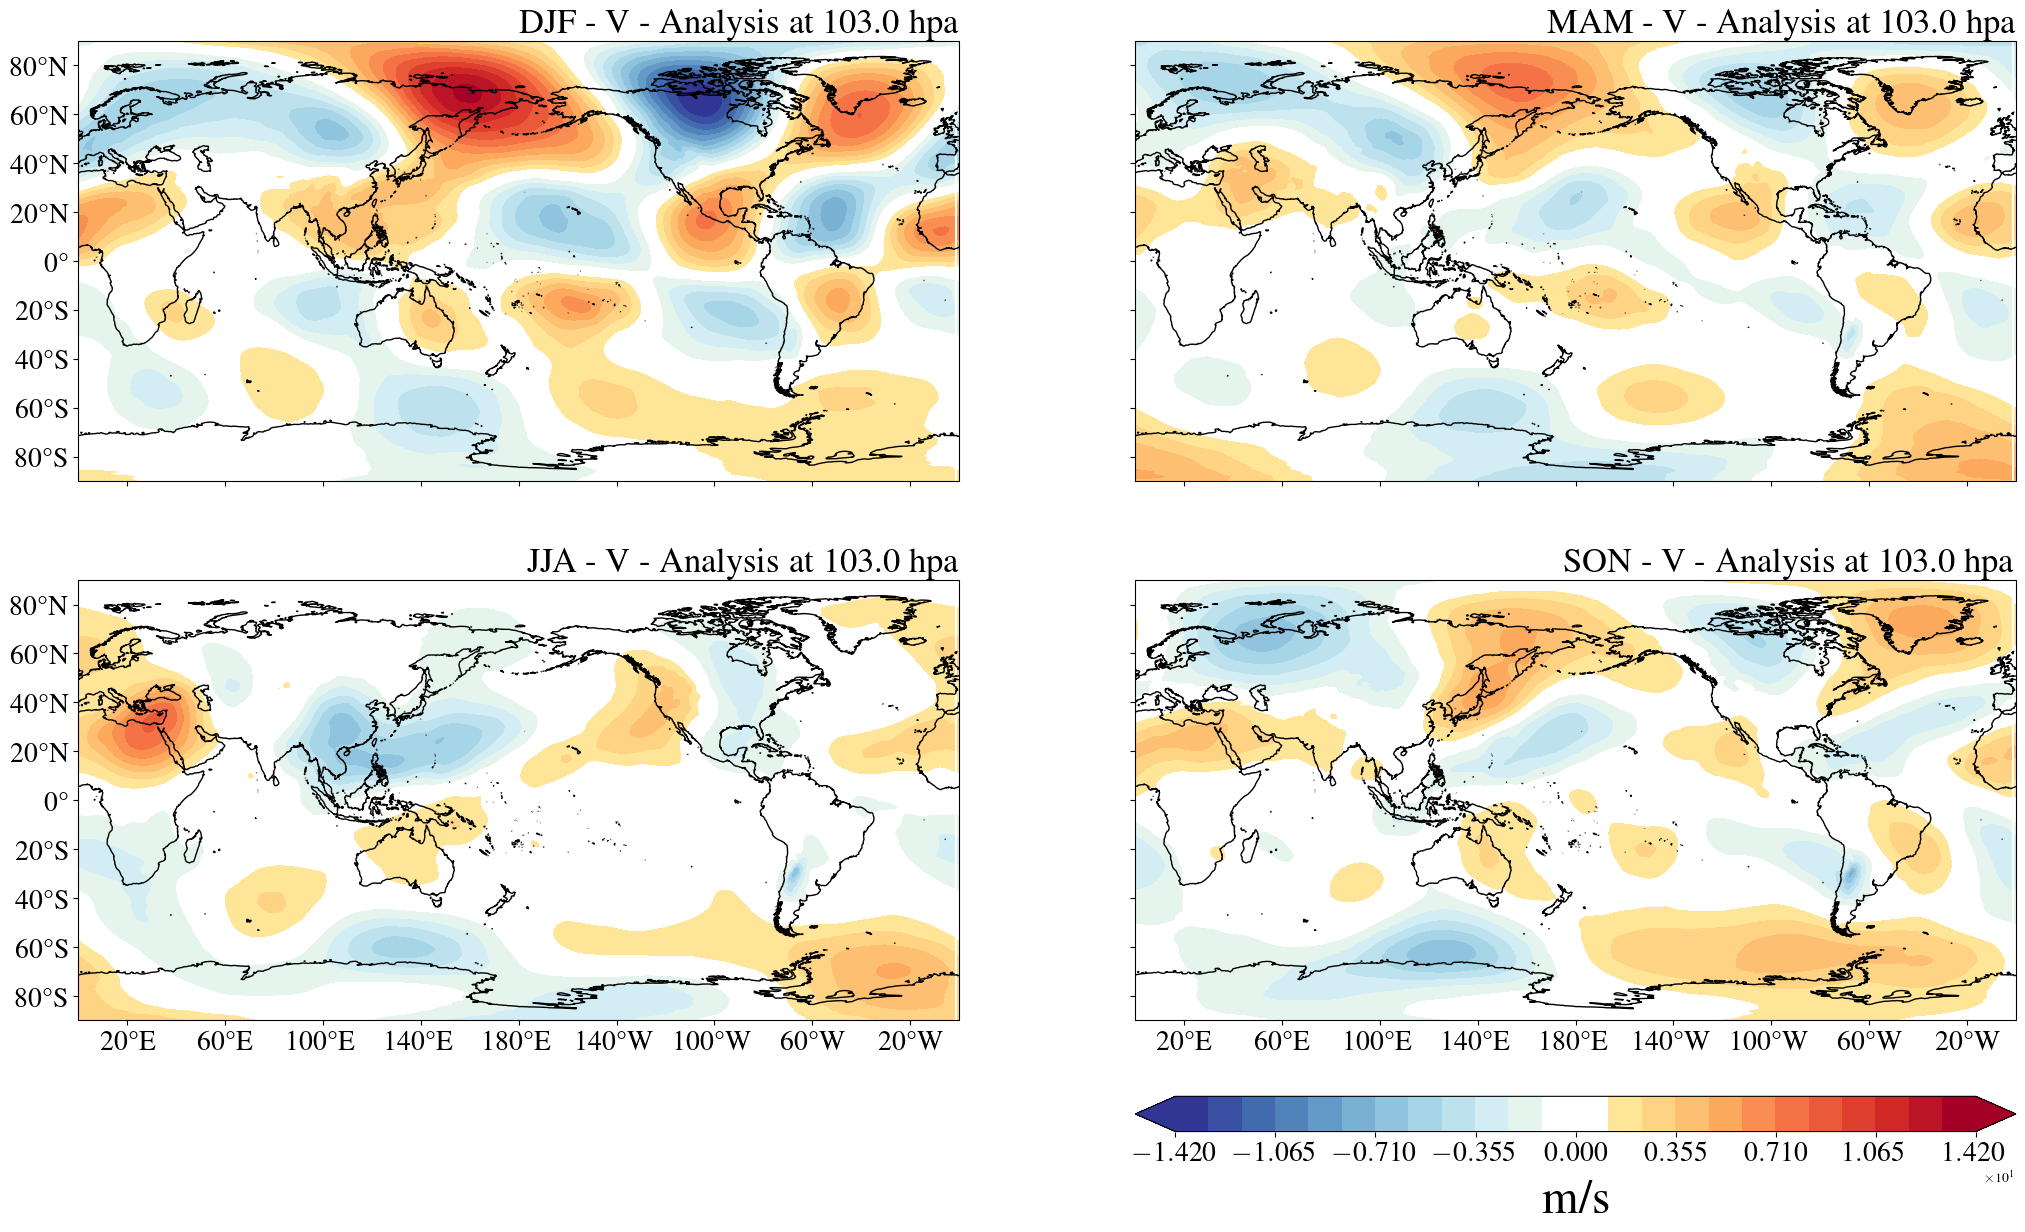 DJF - V - Analysis at 103.0 hpa
MAM - V - Analysis at 103.0 hpa
80°N
60°N
40°N
20°N
0°
20°S
40°S
60°S
80°S
JJA - V - Analysis at 103.0 hpa
SON - V - Analysis at 103.0 hpa
80°N
60°N
40°N
20°N
0°
20°S
40°S
60°S
80°S
20°E 60°E 100°E 140°E 180°E 140°W 100°W 60°W 20°W
20°E 60°E 100°E 140°E 180°E 140°W 100°W 60°W 20°W
−1.420 −1.065 −0.710 −0.355 0.000 0.355 0.710 1.065 1.420
×10¹
m/s